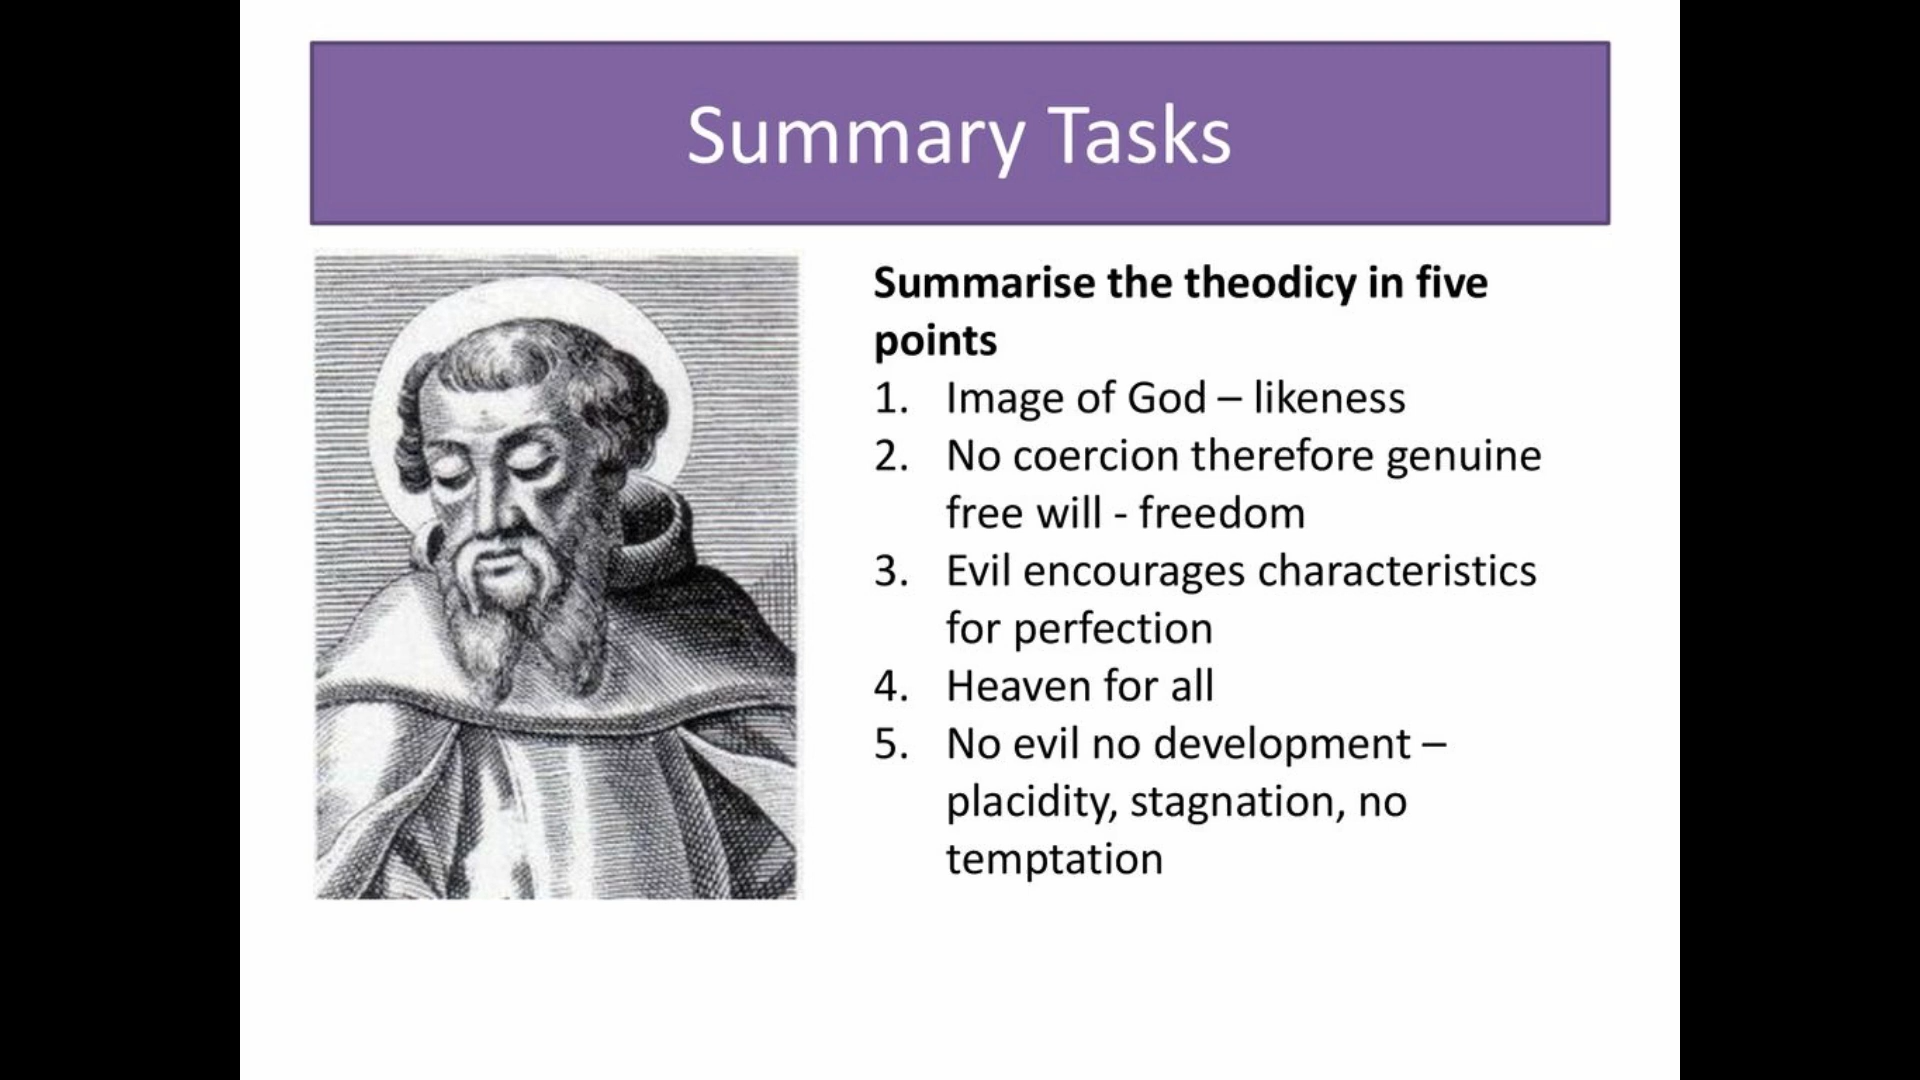 Summary Tasks
Summarise the theodicy in five
points
1. Image of God – likeness
2. No coercion therefore genuine
free will - freedom
3. Evil encourages characteristics
for perfection
4. Heaven for all
5. No evil no development –
placidity, stagnation, no
temptation